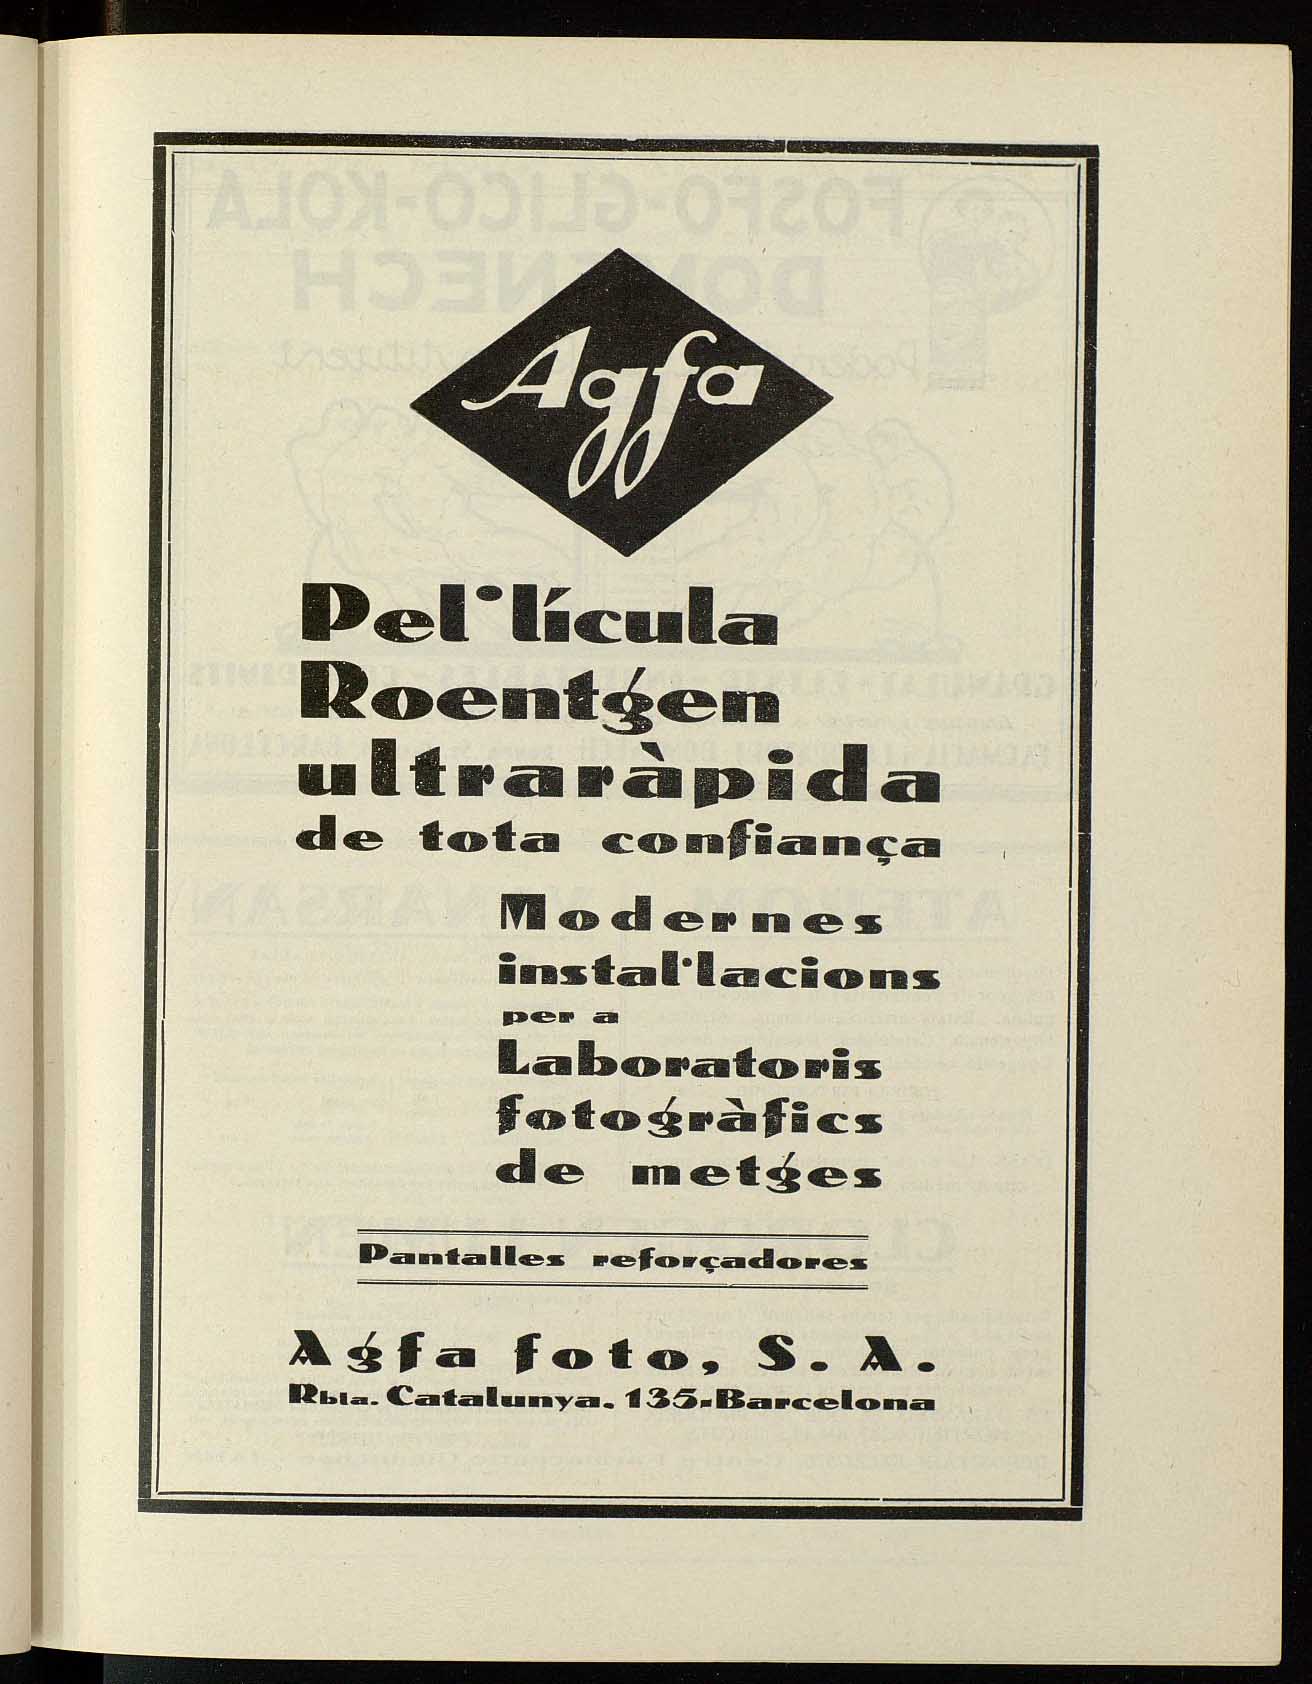 Agfa
Pel·lícula
Roentgen
ultraràpida
de tota confiança
Modernes
instal·lacions
per a
Laboratoris
fotogràfics
de metges
Pantalles reforçadores
Agfa foto, S. A.
Rbla. Catalunya, 135-Barcelona